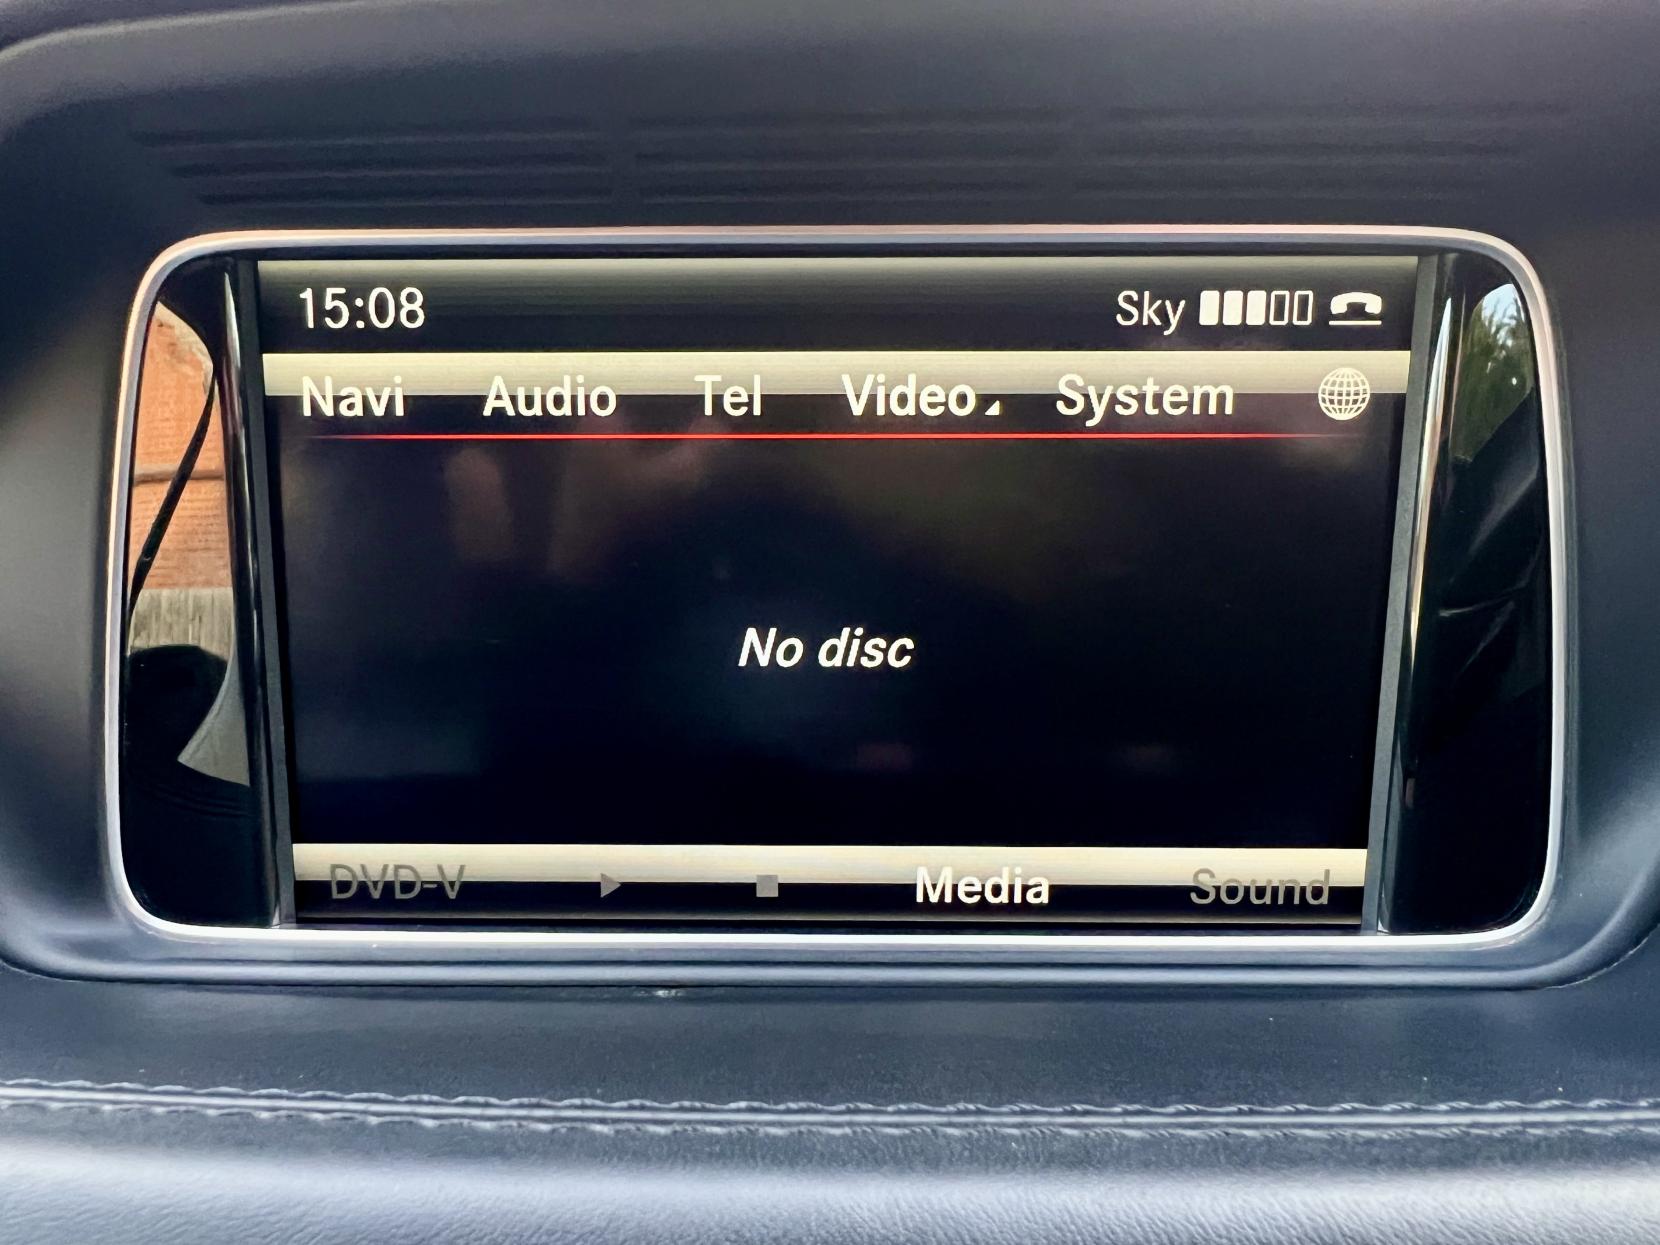 15:08 Sky
Navi Audio Tel Video System
No disc
DVD-V Media Sound